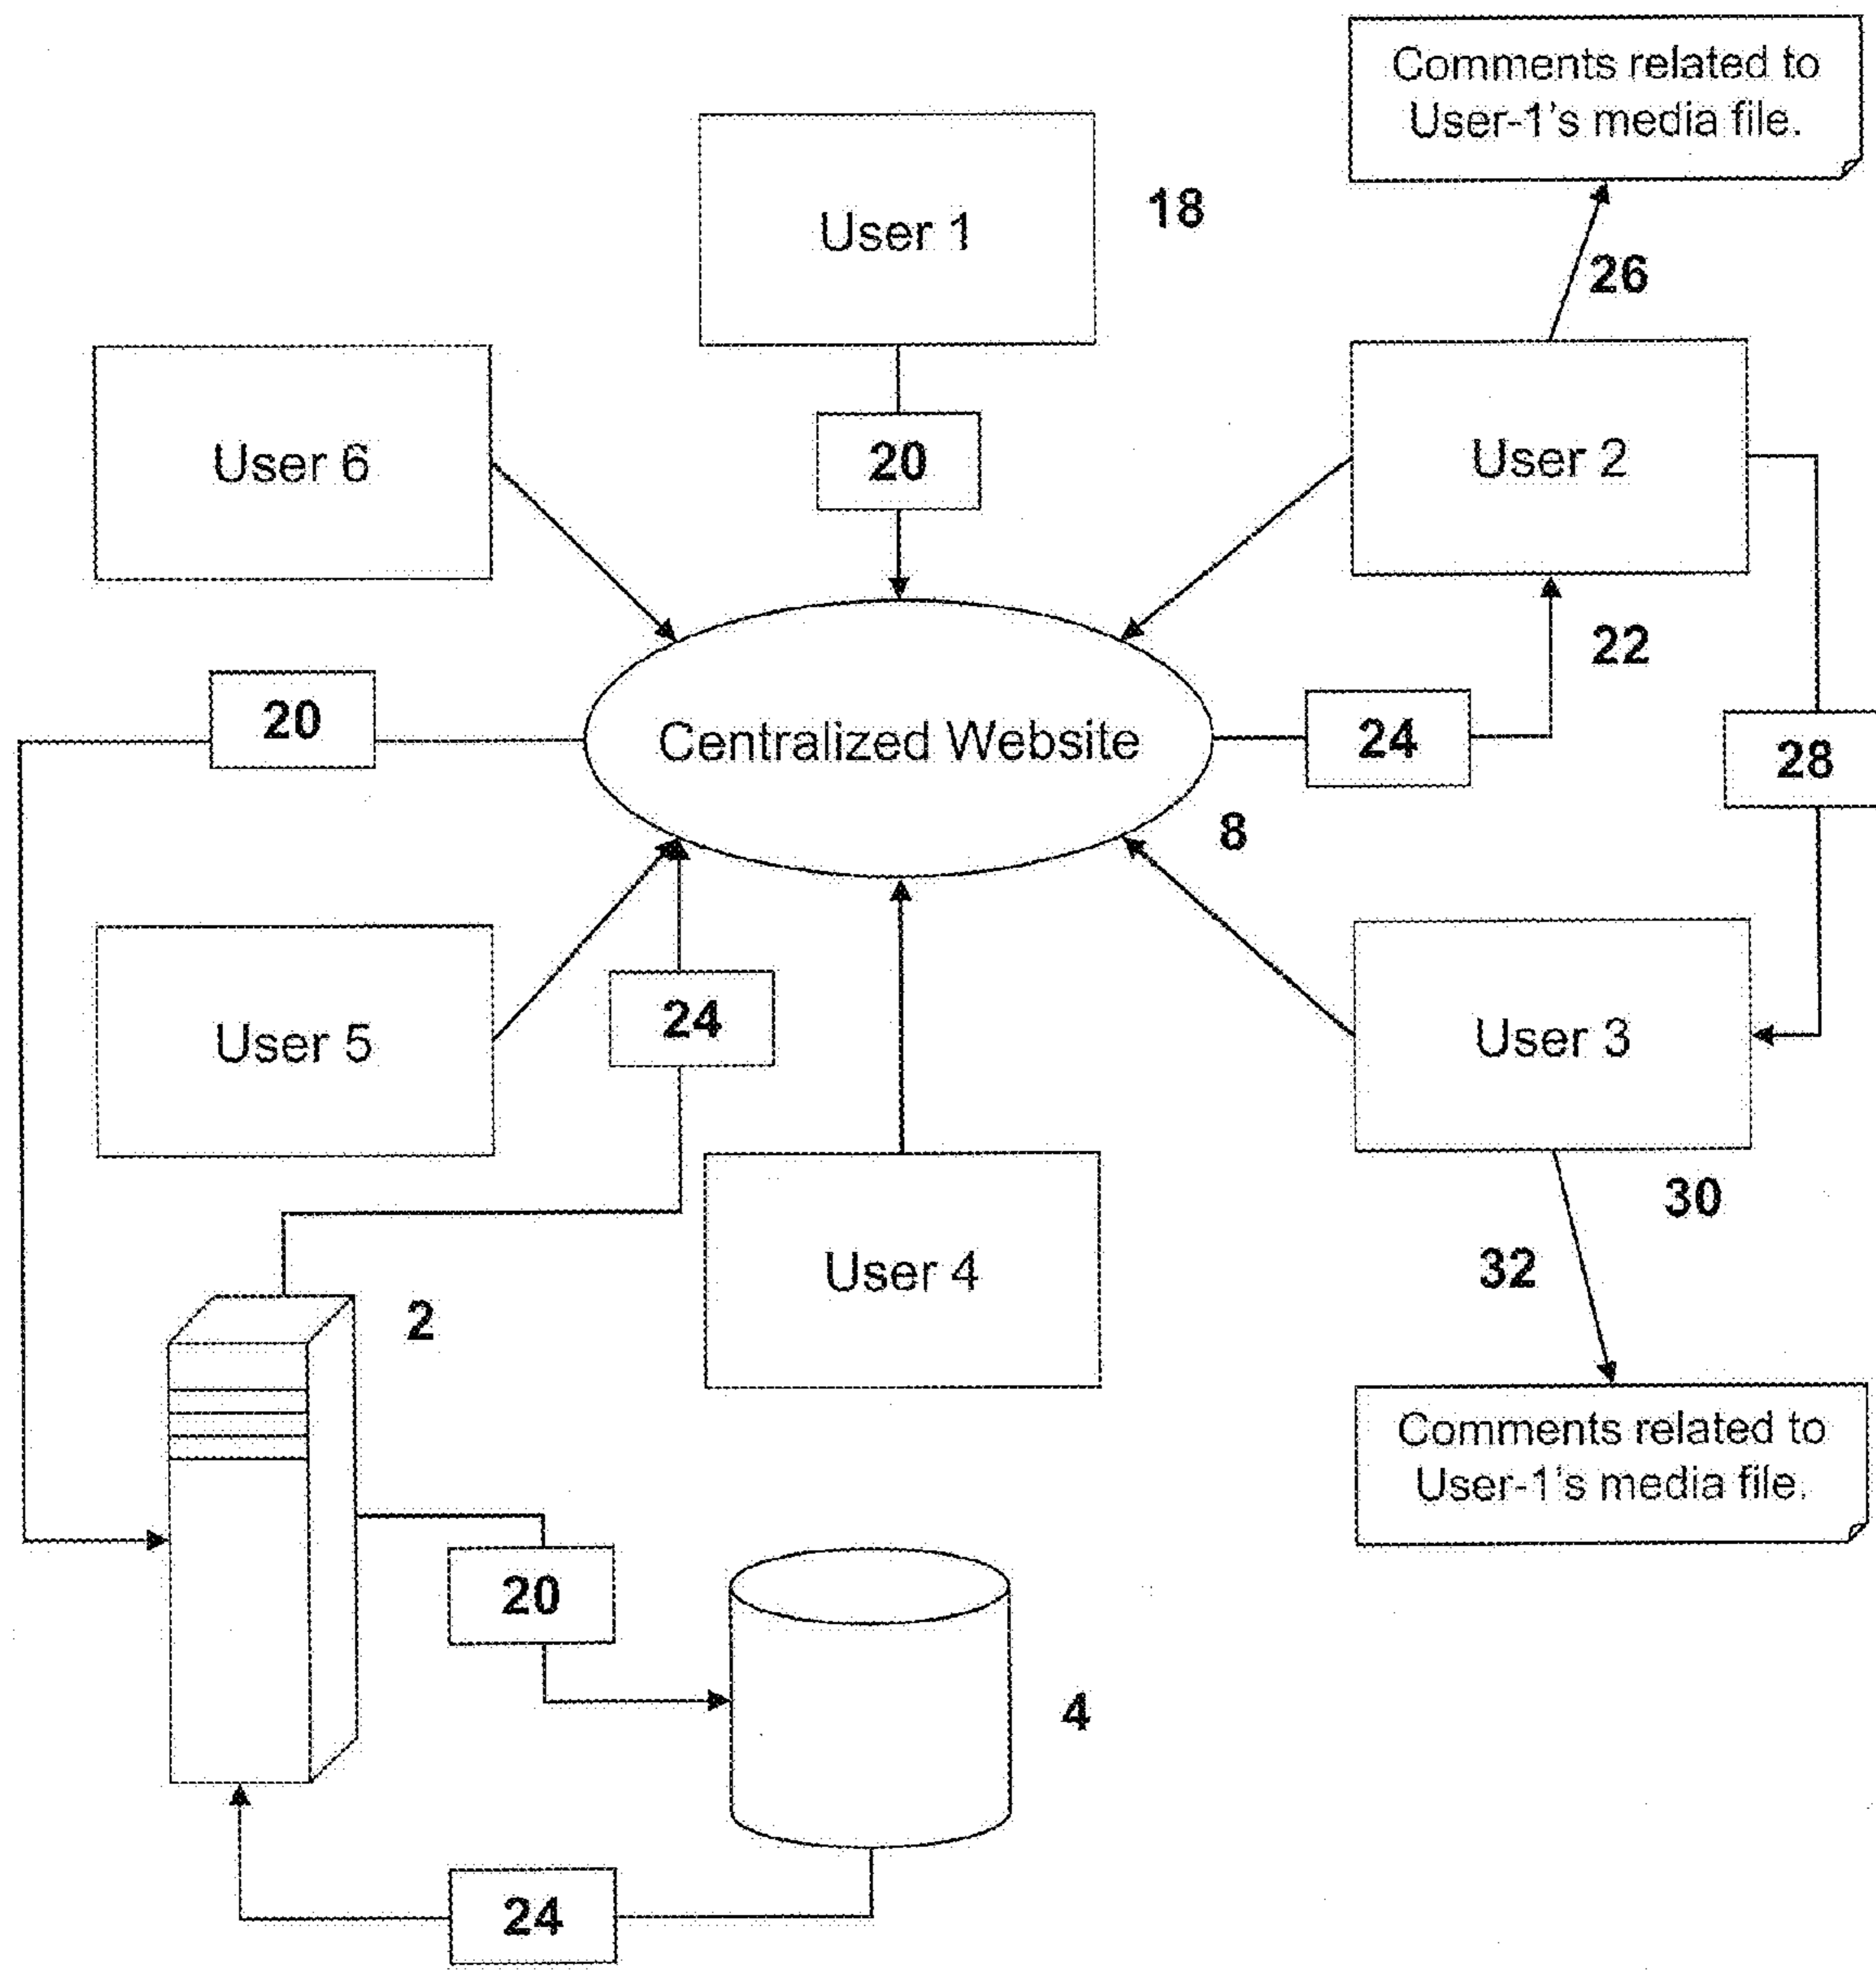 Comments related to
User-1's media file.
User 1
18
26
User 6
20
User 2
22
20
Centralized Website
24
28
8
User 5
24
User 3
30
User 4
32
2
Comments related to
User-1's media file.
20
4
24